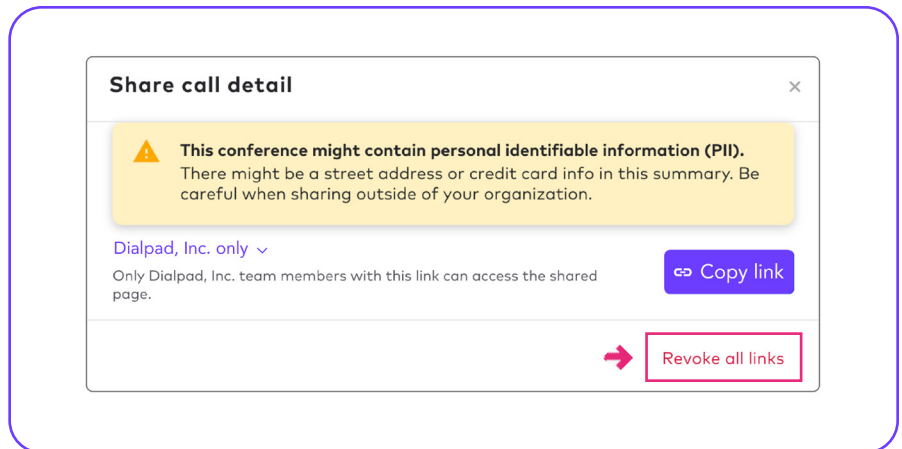 Share call detail
This conference might contain personal identifiable information (PII).
There might be a street address or credit card info in this summary. Be
careful when sharing outside of your organization.
Dialpad, Inc. only
Only Dialpad, Inc. team members with this link can access the shared
page.
Copy link
Revoke all links